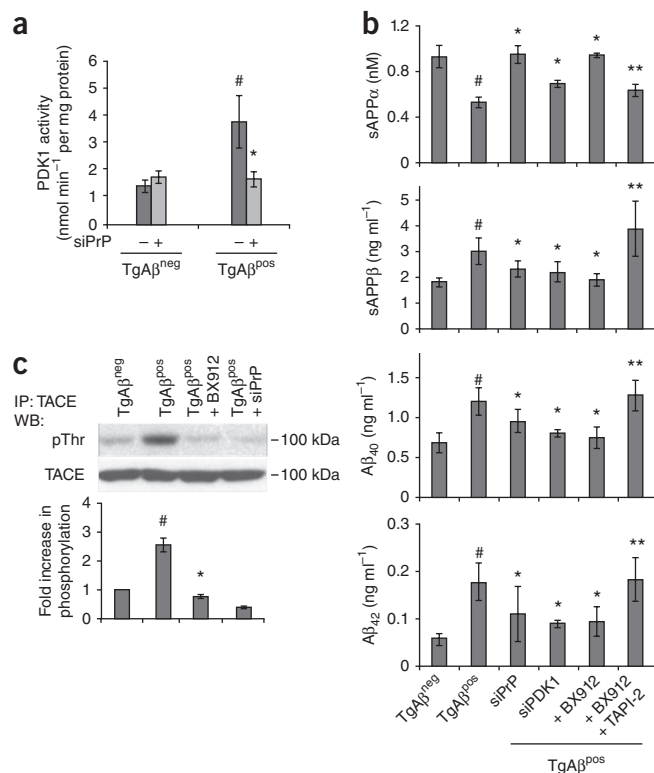 a
PDK1 activity
(nmol min⁻¹ per mg protein)
6
5
4
3
2
1
0
#
*
siPrP
– +
– +
TgAβneg
TgAβpos
b
sAPPα (nM)
1.2
0.8
0.4
0
#
*
*
*
**
sAPPβ (ng ml⁻¹)
5
4
3
2
1
0
#
*
*
*
**
Aβ40 (ng ml⁻¹)
1.5
1.0
0.5
0
#
*
*
*
**
Aβ42 (ng ml⁻¹)
0.3
0.2
0.1
0
#
*
*
*
**
TgAβneg
TgAβpos
siPrP
siPDK1
+ BX912
+ BX912
+ TAPI-2
TgAβpos
c
IP: TACE
WB:
TgAβneg
TgAβpos
TgAβpos
+ BX912
TgAβpos
+ siPrP
pThr
–100 kDa
TACE
–100 kDa
Fold increase in
phosphorylation
4
3
2
1
0
#
*